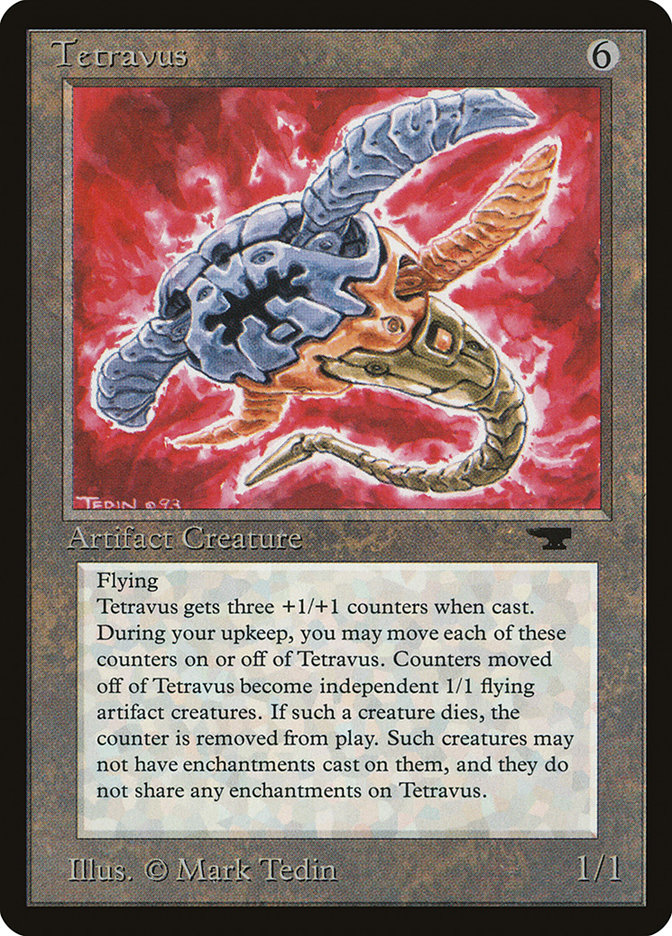 Tetravus 6
TEDIN © 93
Artifact Creature
Flying
Tetravus gets three +1/+1 counters when cast.
During your upkeep, you may move each of these
counters on or off of Tetravus. Counters moved
off of Tetravus become independent 1/1 flying
artifact creatures. If such a creature dies, the
counter is removed from play. Such creatures may
not have enchantments cast on them, and they do
not share any enchantments on Tetravus.
Illus. © Mark Tedin 1/1